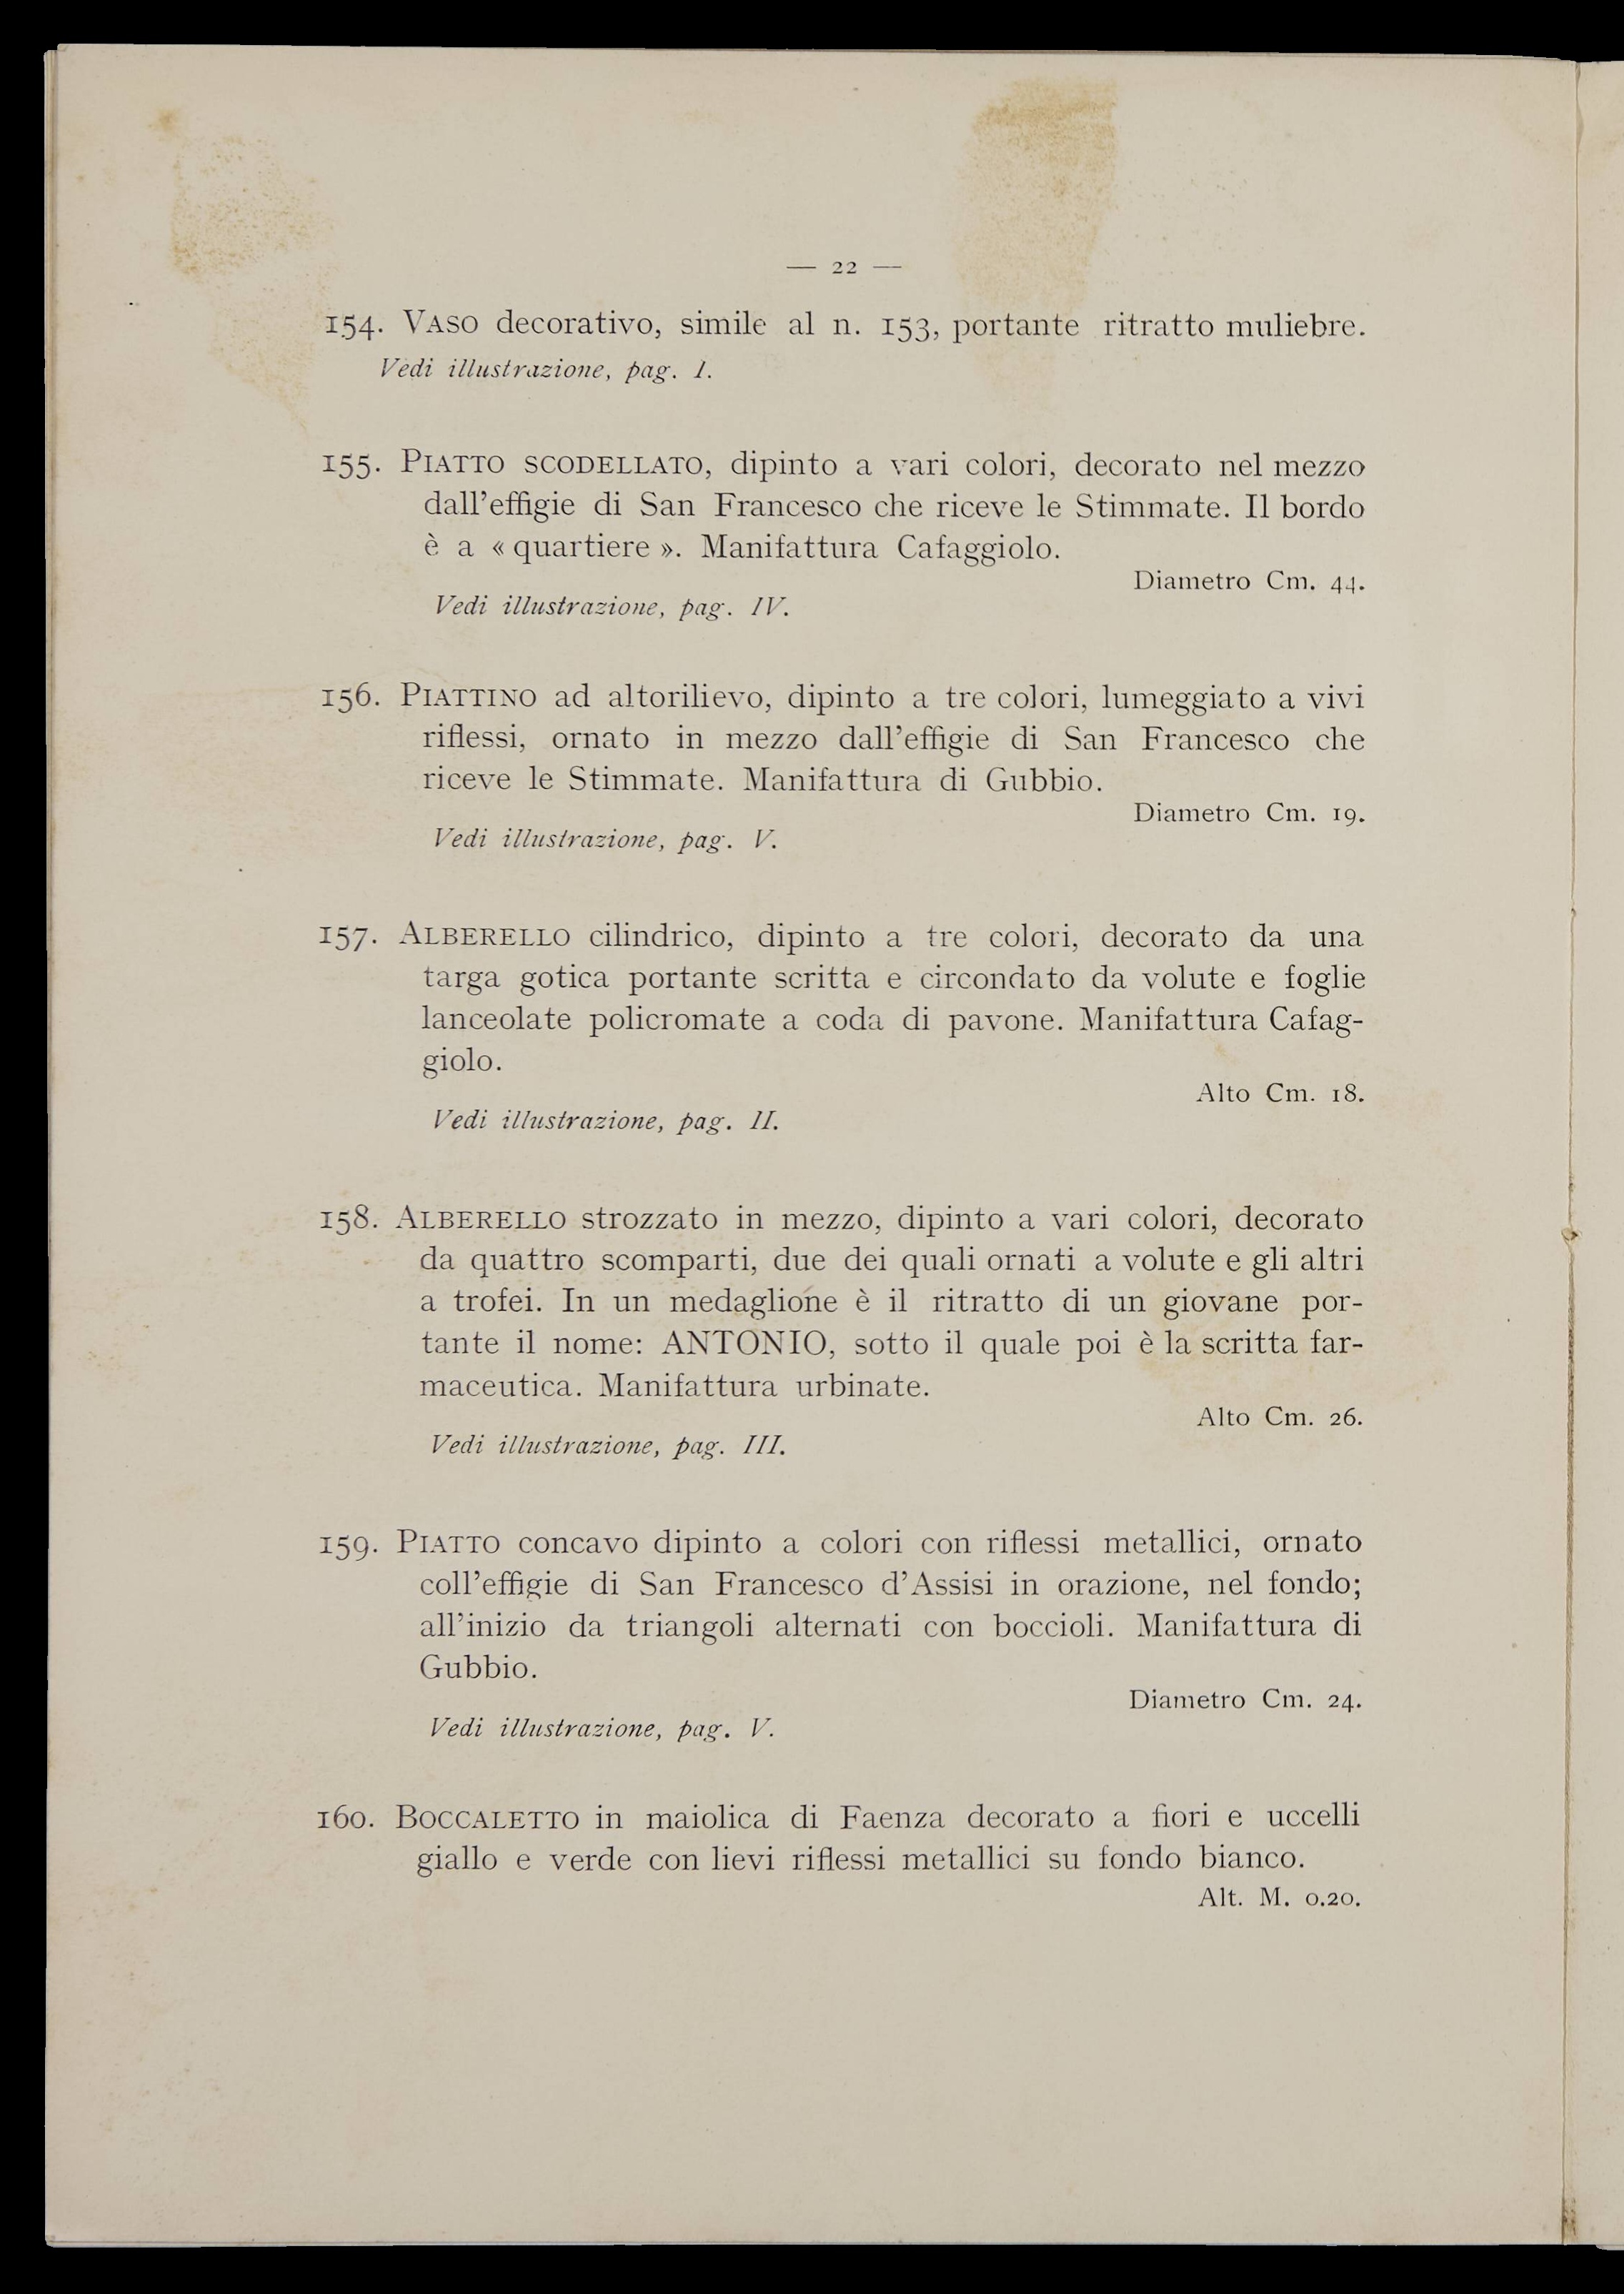 — 22 —
154. VASO decorativo, simile al n. 153, portante ritratto muliebre.
Vedi illustrazione, pag. I.
155. PIATTO SCODELLATO, dipinto a vari colori, decorato nel mezzo
dall'effigie di San Francesco che riceve le Stimmate. Il bordo
è a « quartiere ». Manifattura Cafaggiolo.
Diametro Cm. 44.
Vedi illustrazione, pag. IV.
156. PIATTINO ad altorilievo, dipinto a tre colori, lumeggiato a vivi
riflessi, ornato in mezzo dall'effigie di San Francesco che
riceve le Stimmate. Manifattura di Gubbio.
Diametro Cm. 19.
Vedi illustrazione, pag. V.
157. ALBERELLO cilindrico, dipinto a tre colori, decorato da una
targa gotica portante scritta e circondato da volute e foglie
lanceolate policromate a coda di pavone. Manifattura Cafag-
giolo.
Alto Cm. 18.
Vedi illustrazione, pag. II.
158. ALBERELLO strozzato in mezzo, dipinto a vari colori, decorato
da quattro scomparti, due dei quali ornati a volute e gli altri
a trofei. In un medaglione è il ritratto di un giovane por-
tante il nome: ANTONIO, sotto il quale poi è la scritta far-
maceutica. Manifattura urbinate.
Alto Cm. 26.
Vedi illustrazione, pag. III.
159. PIATTO concavo dipinto a colori con riflessi metallici, ornato
coll'effigie di San Francesco d'Assisi in orazione, nel fondo;
all'inizio da triangoli alternati con boccioli. Manifattura di
Gubbio.
Diametro Cm. 24.
Vedi illustrazione, pag. V.
160. BOCCALETTO in maiolica di Faenza decorato a fiori e uccelli
giallo e verde con lievi riflessi metallici su fondo bianco.
Alt. M. 0.20.